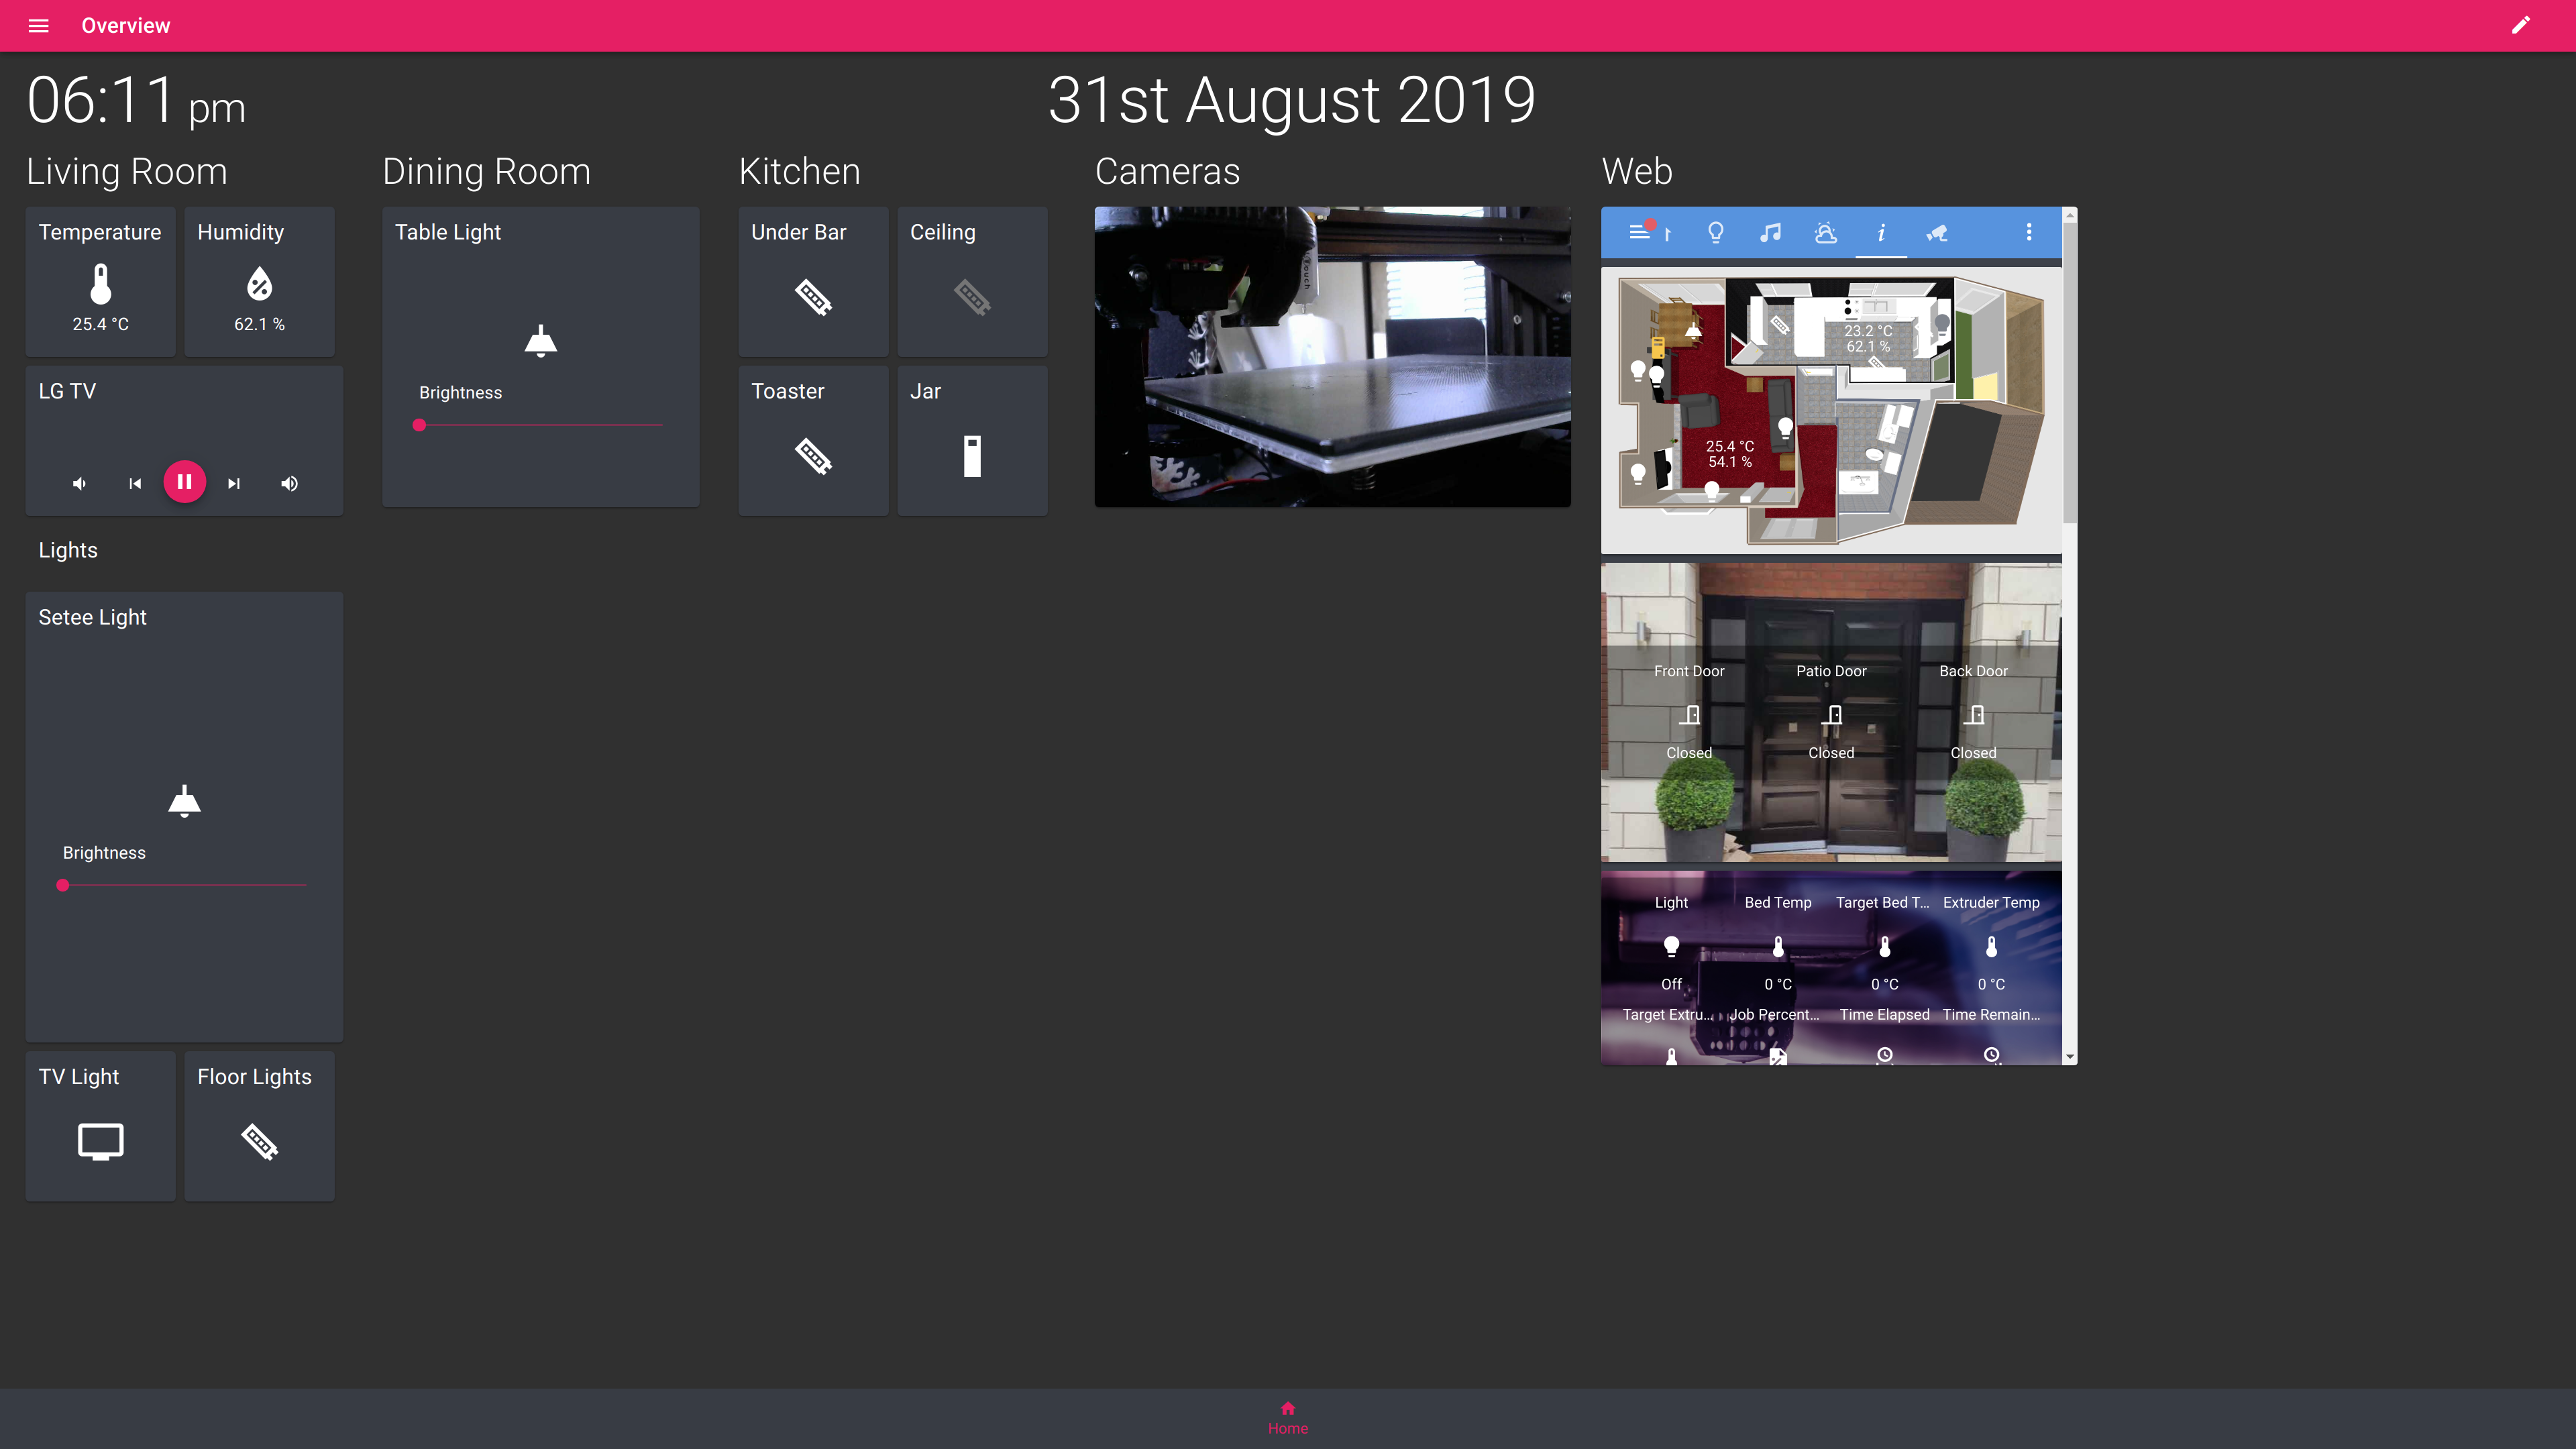 Overview
06:11 pm
31st August 2019
Living Room
Temperature
25.4 °C
Humidity
62.1 %
LG TV
Lights
Setee Light
Brightness
TV Light
Floor Lights
Dining Room
Table Light
Brightness
Kitchen
Under Bar
Ceiling
Toaster
Jar
Cameras
Web
23.2 °C
62.1 %
25.4 °C
54.1 %
Front Door Patio Door Back Door
Closed Closed Closed
Light Bed Temp Target Bed T... Extruder Temp
Off 0 °C 0 °C 0 °C
Target Extru... Job Percent... Time Elapsed Time Remain...
Home